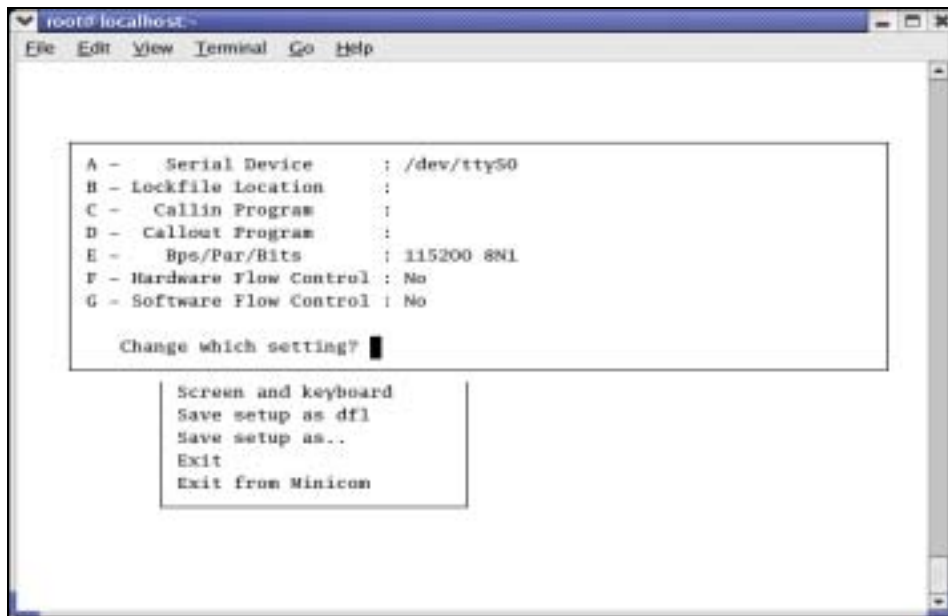 root@localhost:~
File Edit View Terminal Go Help
A - Serial Device : /dev/ttyS0
B - Lockfile Location :
C - Callin Program :
D - Callout Program :
E - Bps/Par/Bits : 115200 8N1
F - Hardware Flow Control : No
G - Software Flow Control : No
Change which setting?
Screen and keyboard
Save setup as dfl
Save setup as..
Exit
Exit from Minicom